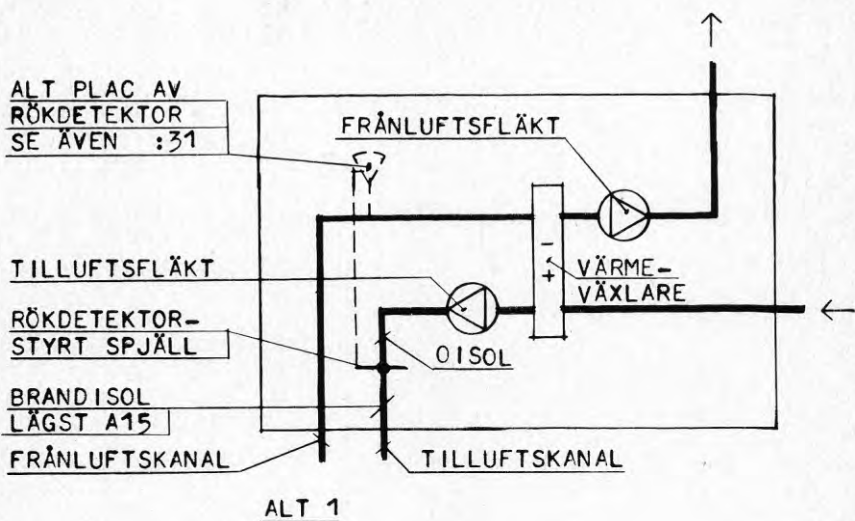 ALT PLAC AV
RÖKDETEKTOR
SE ÄVEN :31
FRÅNLUFTSFLÄKT
TILLUFTSFLÄKT
VÄRME-
VÄXLARE
RÖKDETEKTOR-
STYRT SPJÄLL
OISOL
BRANDISOL
LÄGST A15
FRÅNLUFTSKANAL
TILLUFTSKANAL
ALT 1